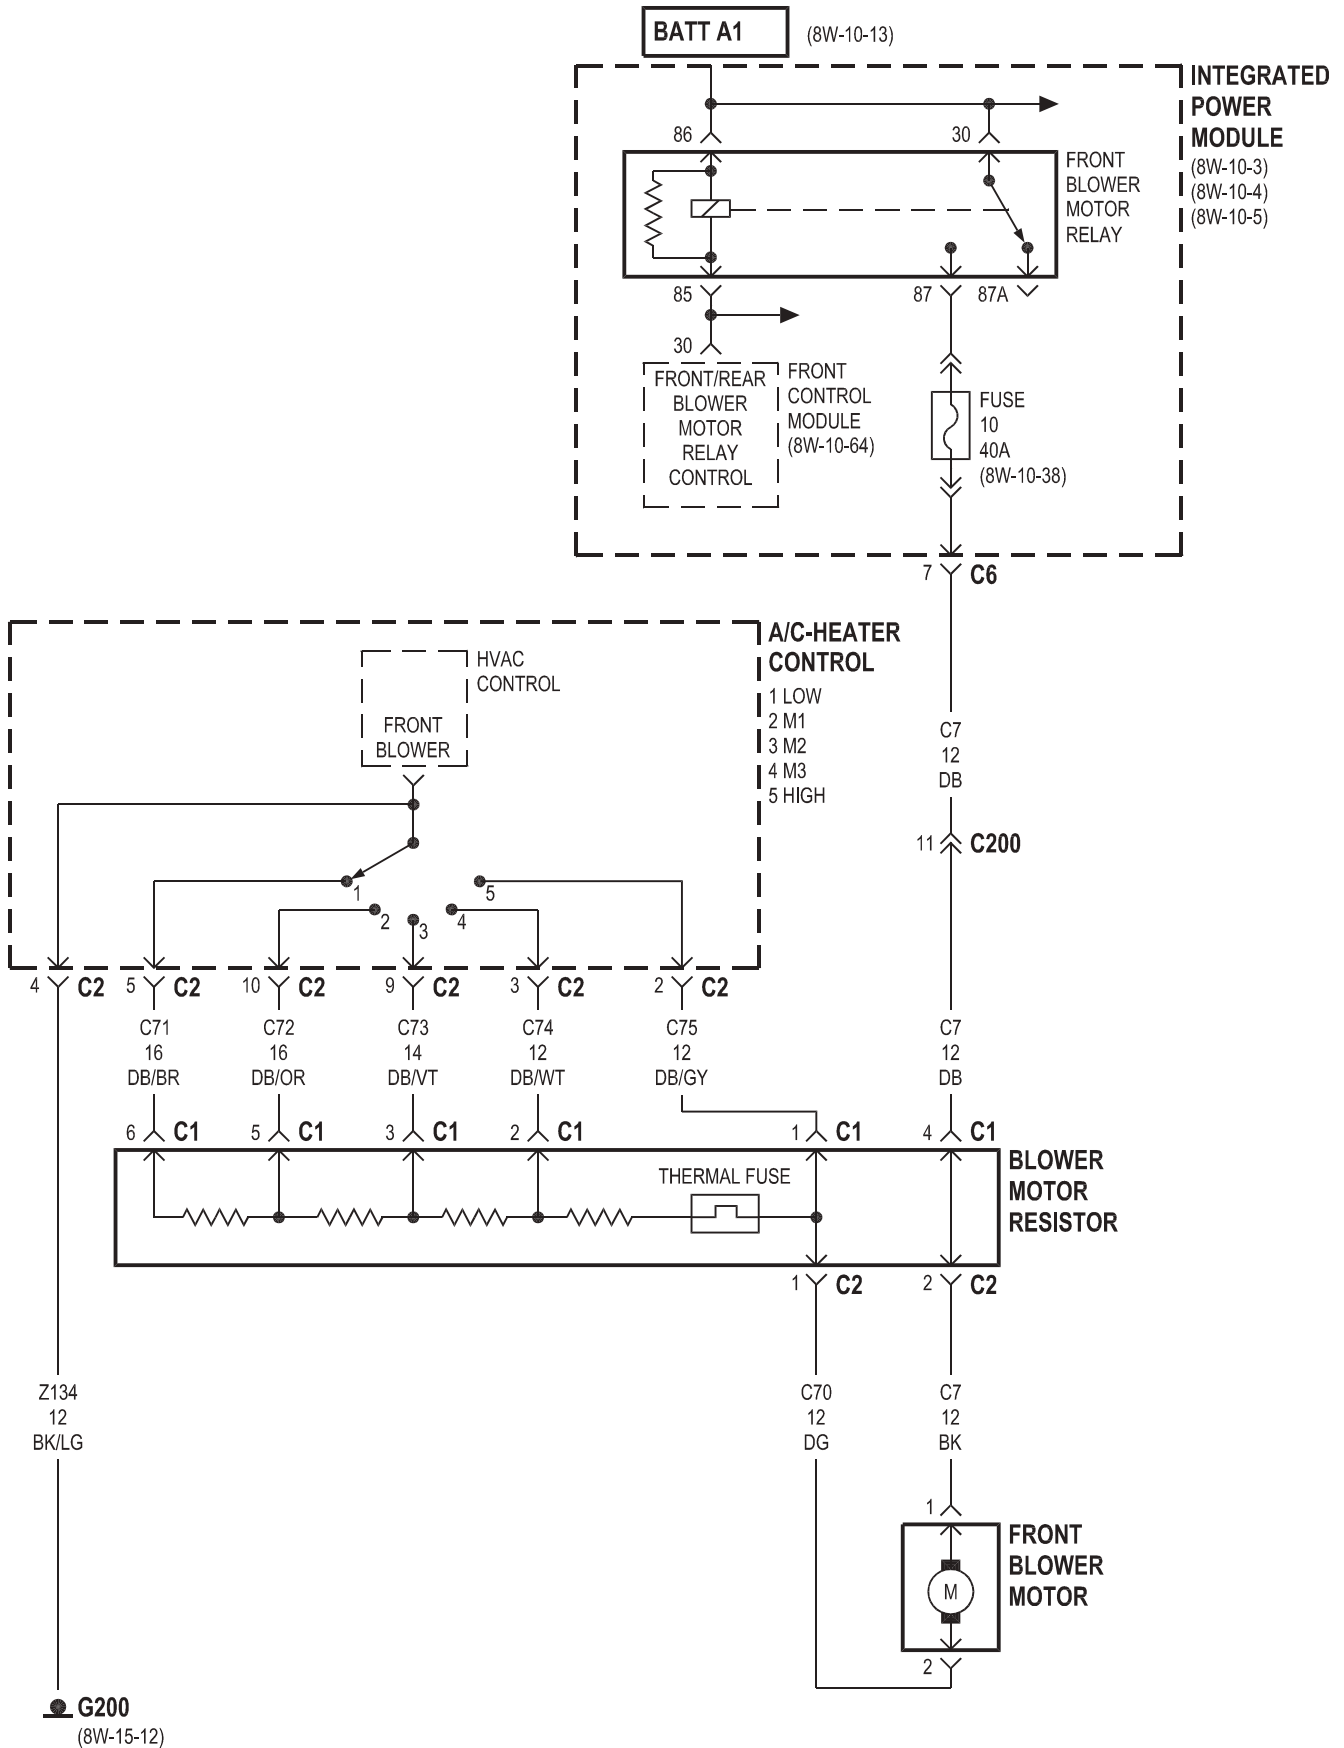 BATT A1
(8W-10-13)
INTEGRATED
POWER
MODULE
(8W-10-3)
(8W-10-4)
(8W-10-5)
86
30
FRONT
BLOWER
MOTOR
RELAY
85
87
87A
30
FRONT/REAR
BLOWER
MOTOR
RELAY
CONTROL
FRONT
CONTROL
MODULE
(8W-10-64)
FUSE
10
40A
(8W-10-38)
7
C6
A/C-HEATER
CONTROL
1 LOW
2 M1
3 M2
4 M3
5 HIGH
HVAC
CONTROL
FRONT
BLOWER
C7
12
DB
11
C200
1
2
3
4
5
4 C2
5 C2
10 C2
9 C2
3 C2
2 C2
C71
16
DB/BR
C72
16
DB/OR
C73
14
DB/VT
C74
12
DB/WT
C75
12
DB/GY
C7
12
DB
6 C1
5 C1
3 C1
2 C1
1 C1
4 C1
BLOWER
MOTOR
RESISTOR
THERMAL FUSE
1 C2
2 C2
Z134
12
BK/LG
C70
12
DG
C7
12
BK
1
FRONT
BLOWER
MOTOR
M
2
G200
(8W-15-12)